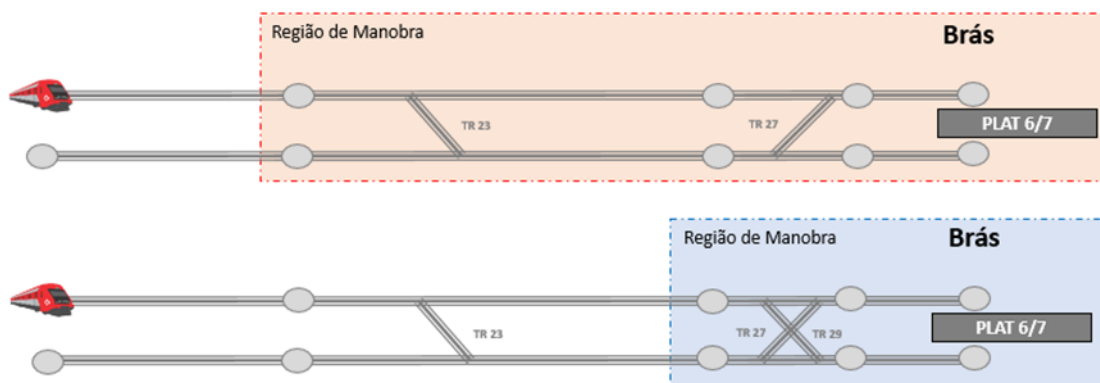 Região de Manobra
Brás
TR 23
TR 27
PLAT 6/7
Região de Manobra
Brás
TR 23
TR 27
TR 29
PLAT 6/7